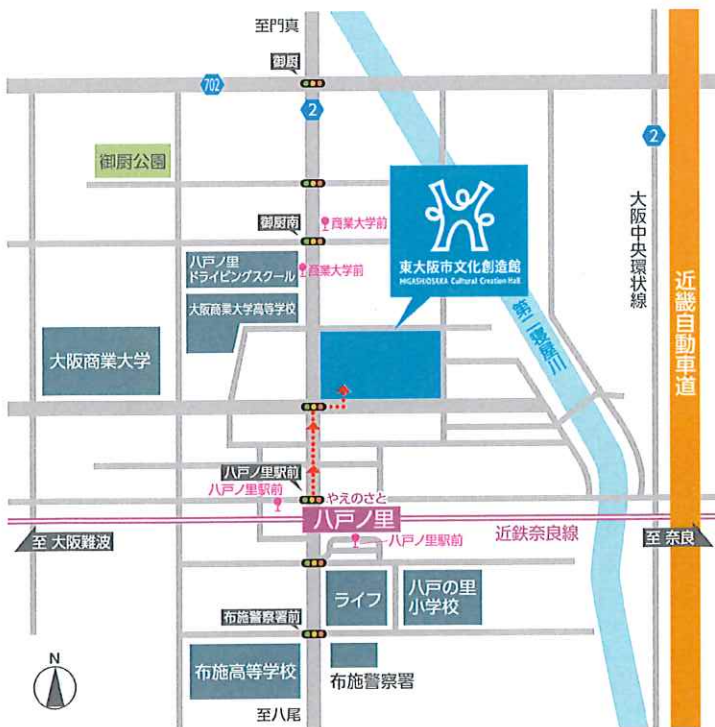 至門真
御厨
702
2
御厨公園
2
御厨南
商業大学前
八戸ノ里
ドライビングスクール
商業大学前
大阪商業大学高等学校
大阪商業大学
東大阪市文化創造館
HIGASHIOSAKA Cultural Creation Hall
大阪中央環状線
近畿自動車道
第二寝屋川
八戸ノ里駅前
八戸ノ里駅前
やえのさと
八戸ノ里
近鉄奈良線
至 大阪難波
至 奈良
八戸ノ里駅前
ライフ
八戸の里
小学校
布施警察署前
布施高等学校
布施警察署
至八尾
N